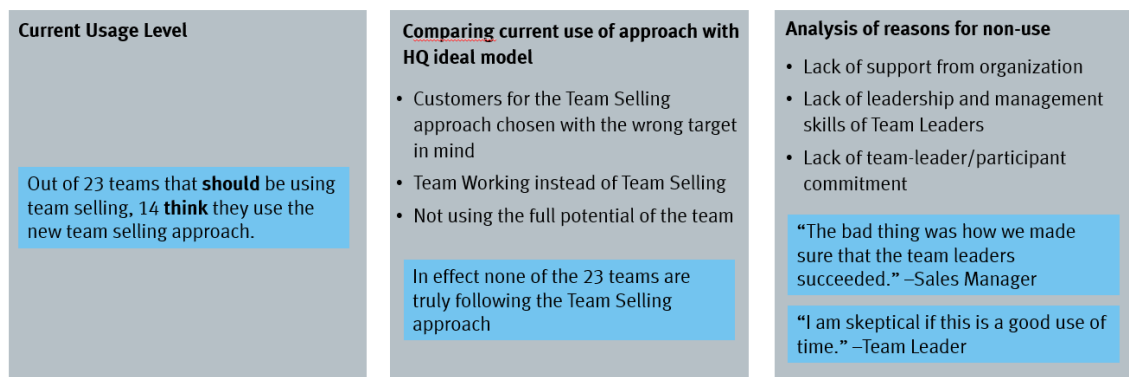 Current Usage Level
Out of 23 teams that should be using
team selling, 14 think they use the
new team selling approach.
Comparing current use of approach with
HQ ideal model
• Customers for the Team Selling
approach chosen with the wrong target
in mind
• Team Working instead of Team Selling
• Not using the full potential of the team
In effect none of the 23 teams are
truly following the Team Selling
approach
Analysis of reasons for non-use
• Lack of support from organization
• Lack of leadership and management
skills of Team Leaders
• Lack of team-leader/participant
commitment
“The bad thing was how we made
sure that the team leaders
succeeded.” –Sales Manager
“I am skeptical if this is a good use of
time.” –Team Leader